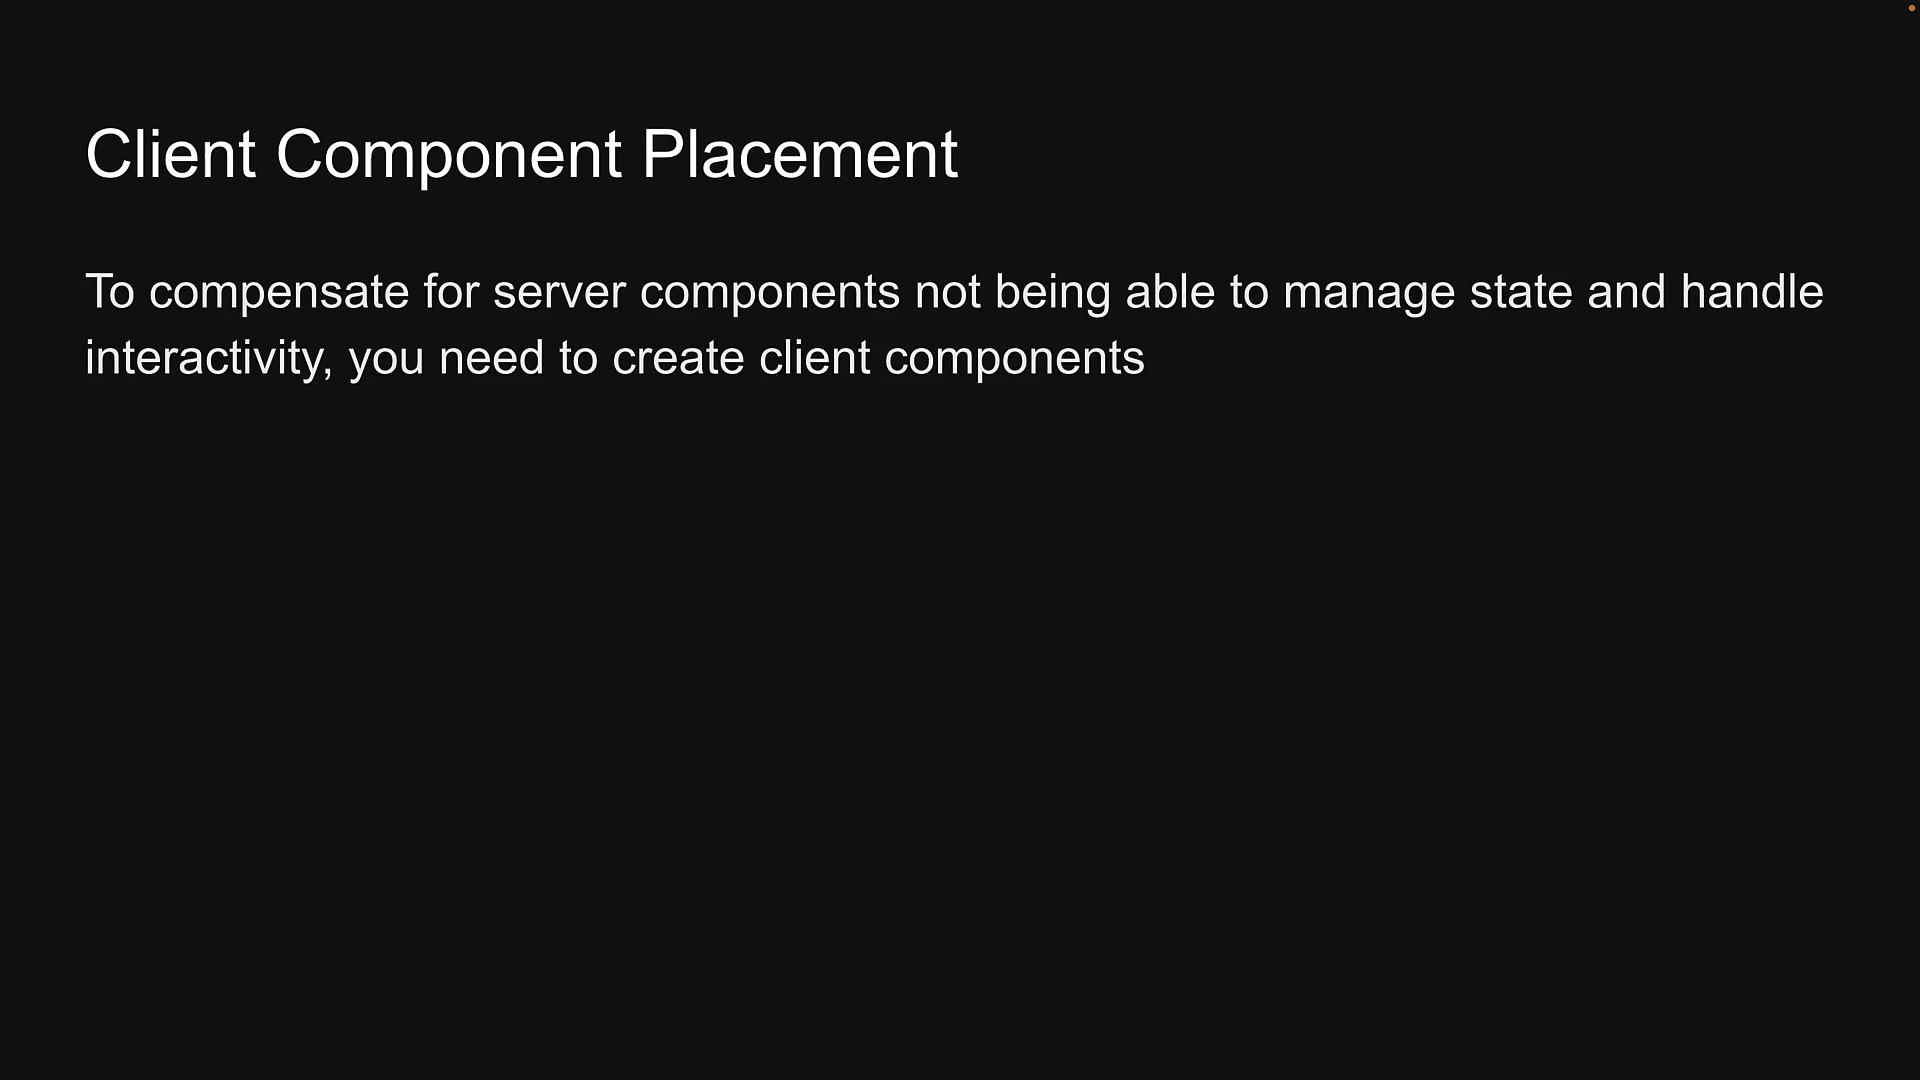 Client Component Placement
To compensate for server components not being able to manage state and handle
interactivity, you need to create client components